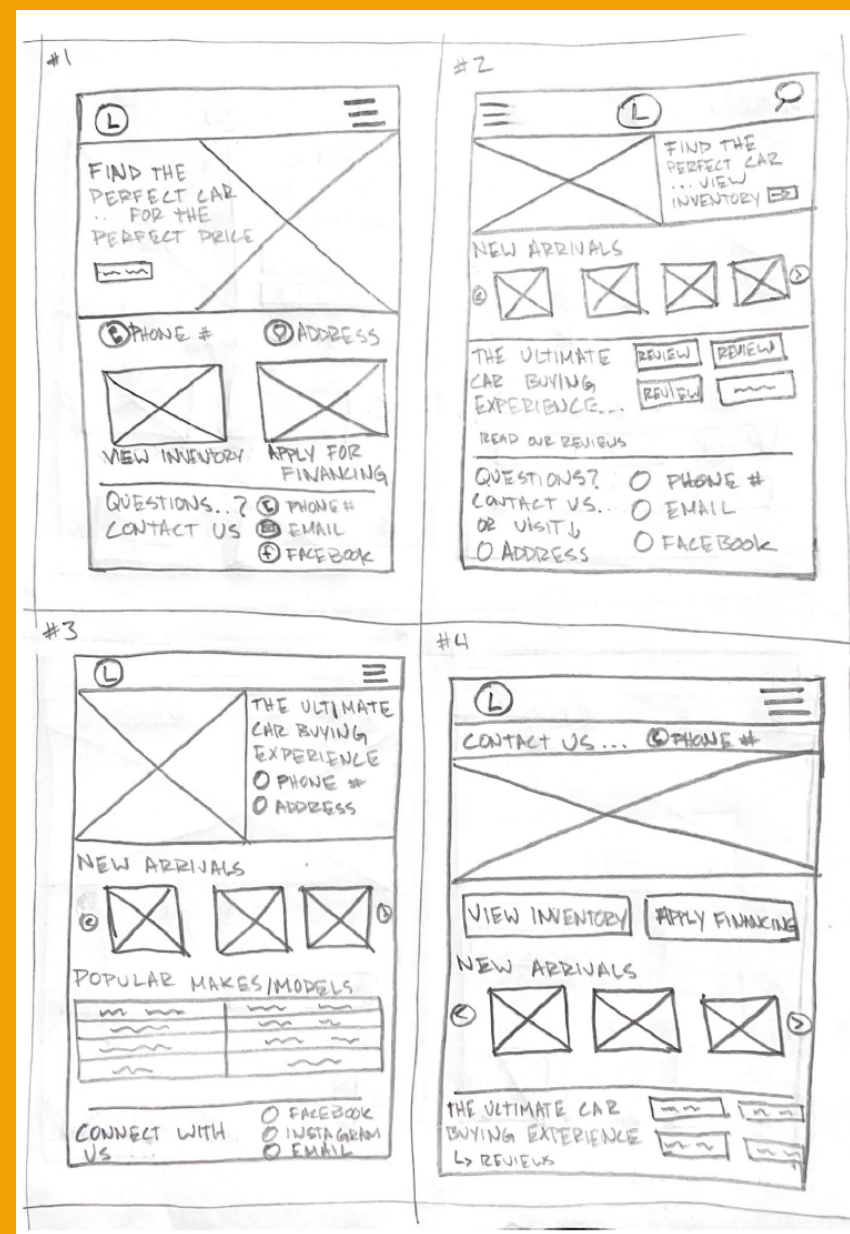 #1
L
FIND THE
PERFECT CAR
.. FOR THE
PERFECT PRICE
PHONE # ADDRESS
VIEW INVENTORY APPLY FOR
FINANCING
QUESTIONS..? PHONE #
CONTACT US EMAIL
f FACEBOOK
#2
L
FIND THE
PERFECT CAR
... VIEW
INVENTORY
NEW ARRIVALS
< >
THE ULTIMATE REVIEW REVIEW
CAR BUYING REVIEW
EXPERIENCE...
READ OUR REVIEWS
QUESTIONS? PHONE #
CONTACT US.. EMAIL
OR VISIT ↓
ADDRESS FACEBOOK
#3
L
THE ULTIMATE
CAR BUYING
EXPERIENCE
PHONE #
ADDRESS
NEW ARRIVALS
< >
POPULAR MAKES/MODELS
FACEBOOK
CONNECT WITH INSTAGRAM
US ... EMAIL
#4
L
CONTACT US ... PHONE #
VIEW INVENTORY APPLY FINANCING
NEW ARRIVALS
< >
THE ULTIMATE CAR
BUYING EXPERIENCE
↳ REVIEWS